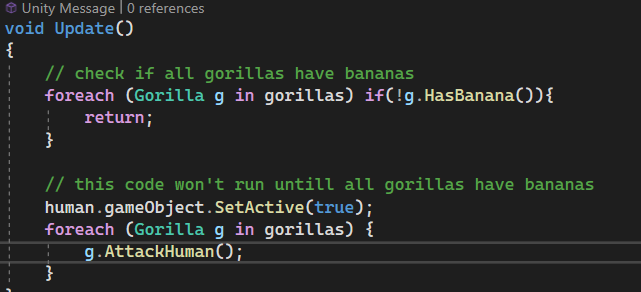 Unity Message | 0 references
void Update()
{
// check if all gorillas have bananas
foreach (Gorilla g in gorillas) if(!g.HasBanana()){
return;
}
// this code won't run untill all gorillas have bananas
human.gameObject.SetActive(true);
foreach (Gorilla g in gorillas) {
g.AttackHuman();
}
}